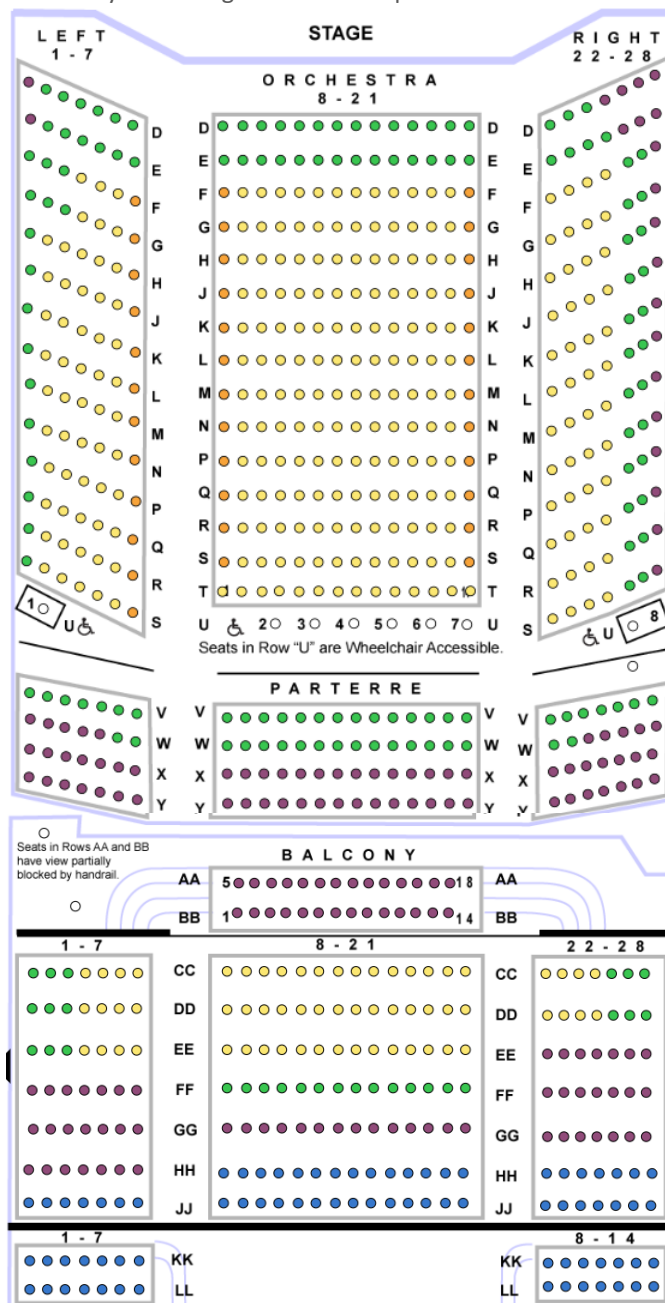 LEFT
1 - 7
STAGE
RIGHT
22 - 28
ORCHESTRA
8 - 21
D D D D
E E E E
F F F F
G G G G
H H H H
J J J J
K K K K
L L L L
M M M M
N N N N
P P P P
Q Q Q Q
R R R R
S S S S
T T
1 U
U 2 3 4 5 6 7 U
U 8
Seats in Row "U" are Wheelchair Accessible.
PARTERRE
V V V V
W W W W
X X X X
Y Y Y Y
Seats in Rows AA and BB
have view partially
blocked by handrail.
BALCONY
AA 5 18 AA
BB 1 14 BB
1 - 7
8 - 21
22 - 28
CC CC
DD DD
EE EE
FF FF
GG GG
HH HH
JJ JJ
1 - 7
8 - 14
KK KK
LL LL